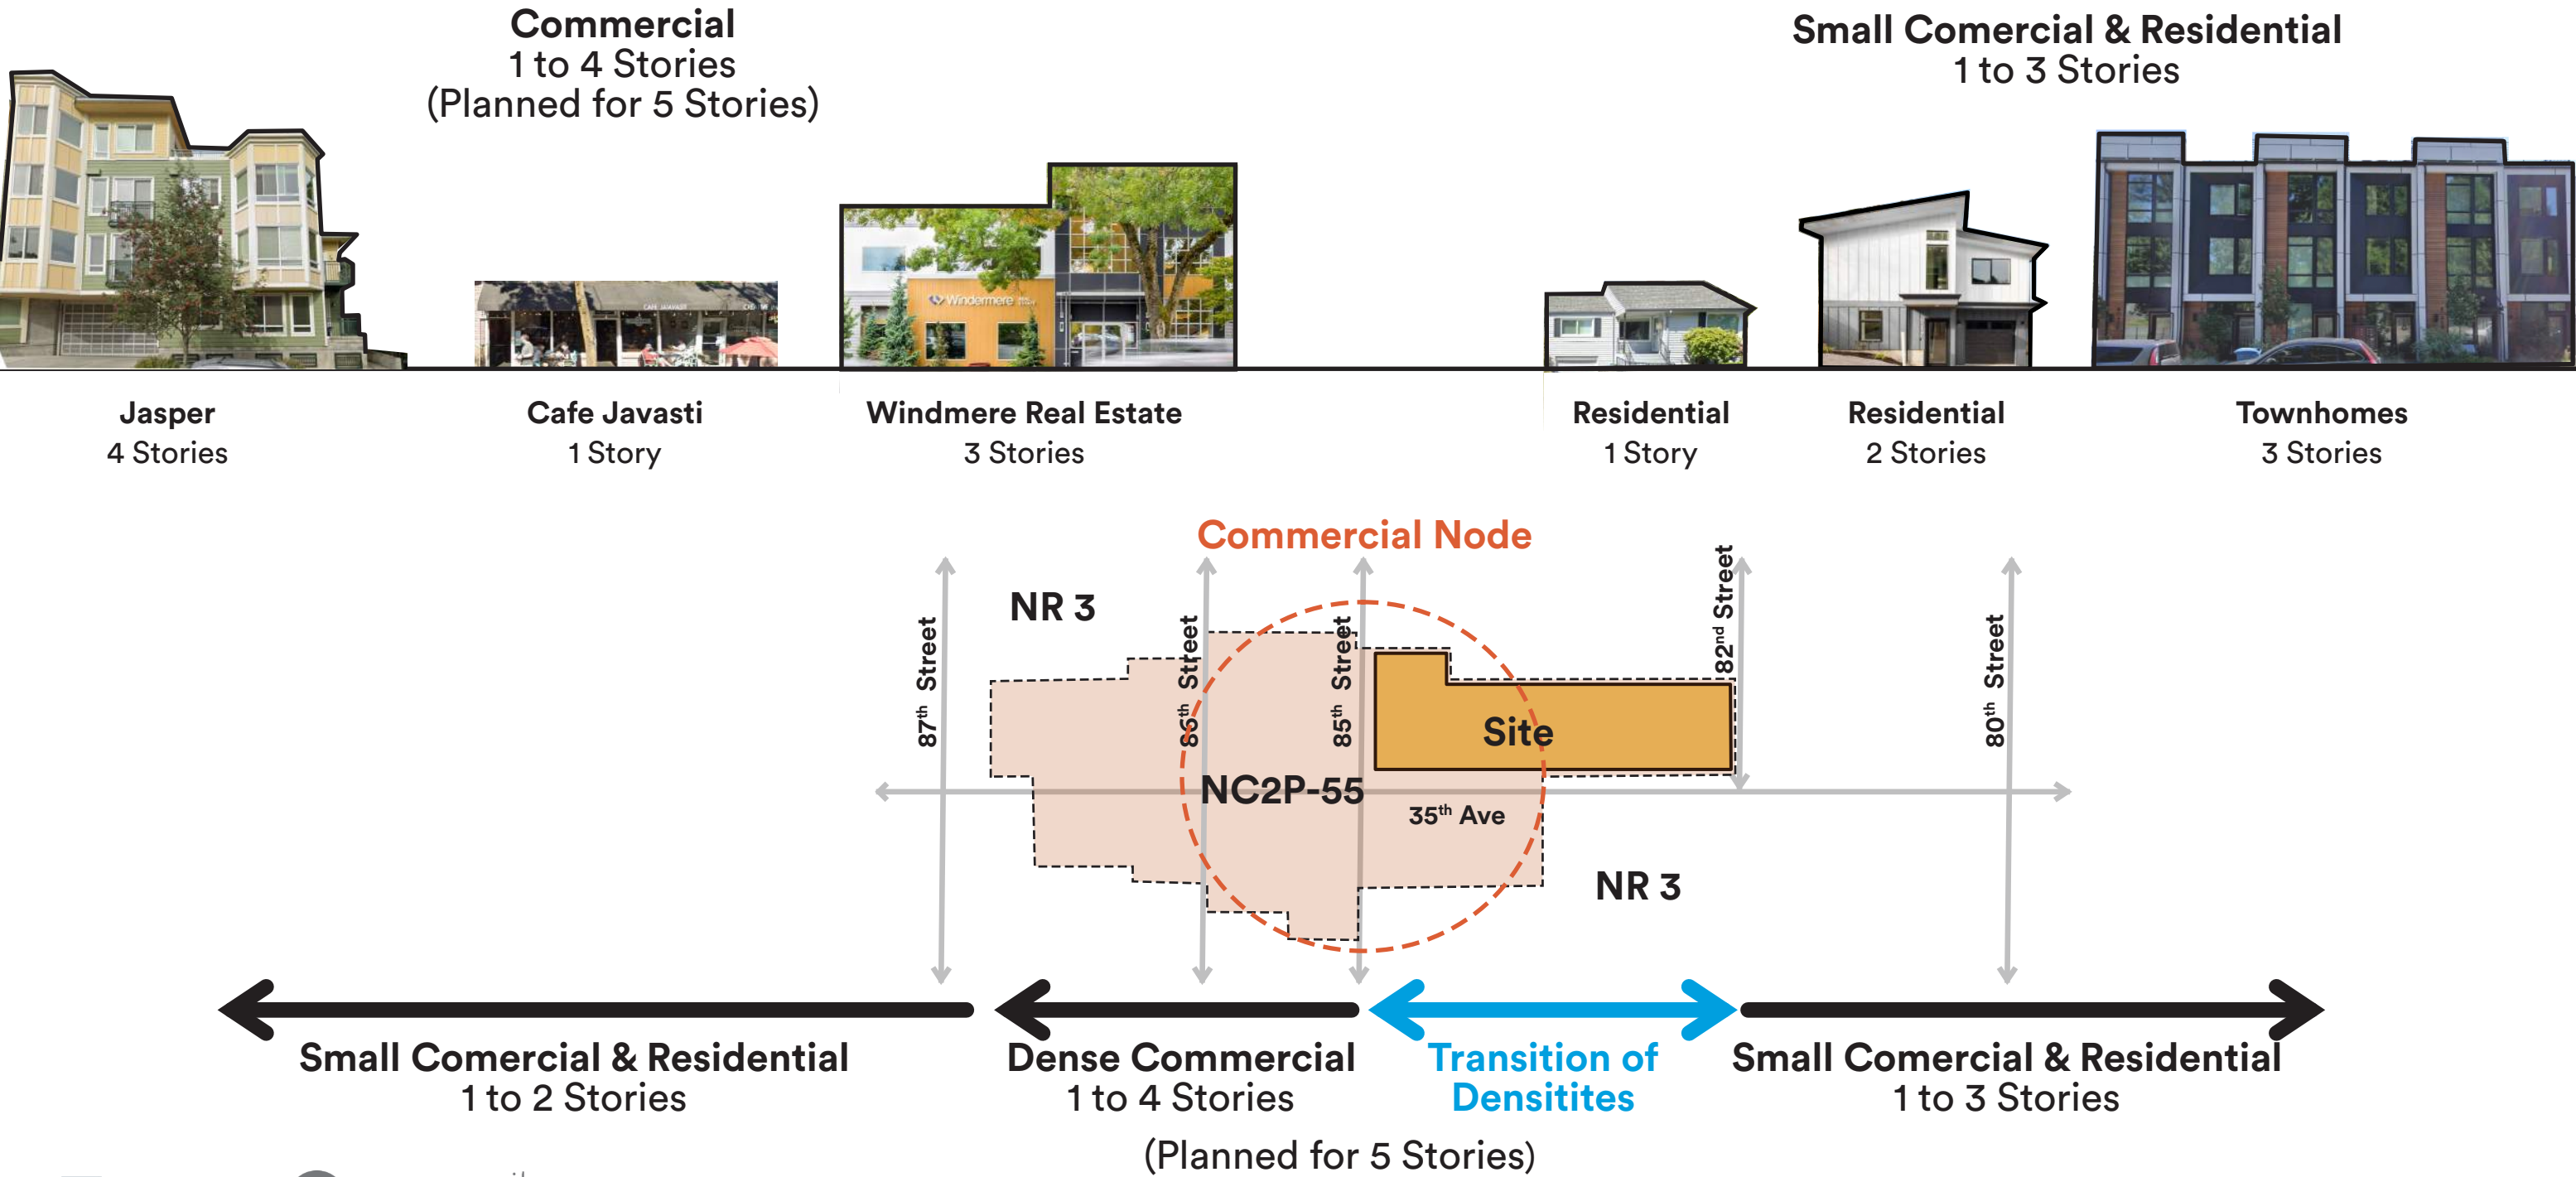 Commercial
1 to 4 Stories
(Planned for 5 Stories)
Small Comercial & Residential
1 to 3 Stories
CAFE JAVASTI
Windermere
Jasper
4 Stories
Cafe Javasti
1 Story
Windmere Real Estate
3 Stories
Residential
1 Story
Residential
2 Stories
Townhomes
3 Stories
Commercial Node
NR 3
87th Street
86th Street
85th Street
82nd Street
80th Street
Site
NC2P-55
35th Ave
NR 3
Small Comercial & Residential
1 to 2 Stories
Dense Commercial
1 to 4 Stories
(Planned for 5 Stories)
Transition of
Densitites
Small Comercial & Residential
1 to 3 Stories